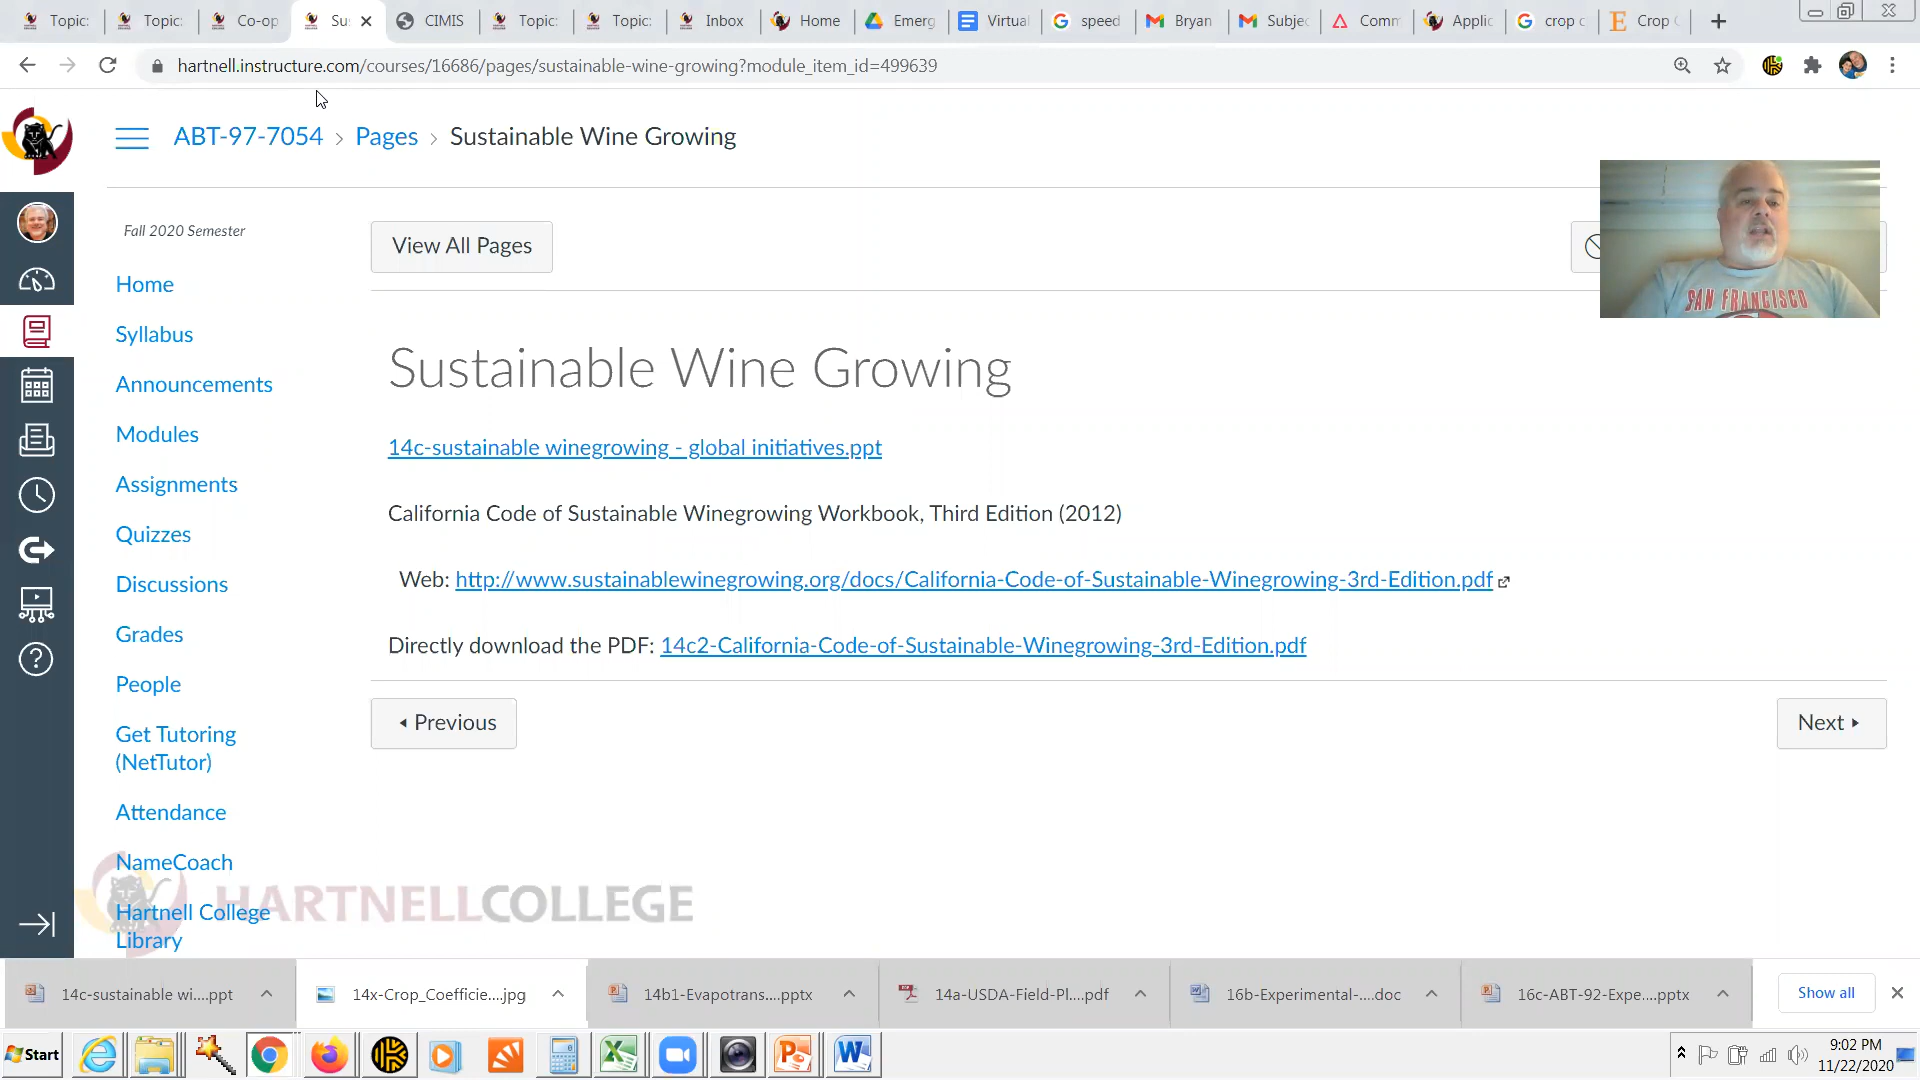 Topic:
Topic:
Co-op
Su:
CIMIS
Topic:
Topic:
Inbox
Home
Emerg
Virtual
speed
Bryan
Subjec
Comm
Applic
crop c
Crop C
hartnell.instructure.com/courses/16686/pages/sustainable-wine-growing?module_item_id=499639
ABT-97-7054 > Pages > Sustainable Wine Growing
Fall 2020 Semester
View All Pages
Home
Syllabus
Announcements
Modules
Assignments
Quizzes
Discussions
Grades
People
Get Tutoring
(NetTutor)
Attendance
NameCoach
Hartnell College
Library
SAN FRANCISCO
Sustainable Wine Growing
14c-sustainable winegrowing - global initiatives.ppt
California Code of Sustainable Winegrowing Workbook, Third Edition (2012)
Web: http://www.sustainablewinegrowing.org/docs/California-Code-of-Sustainable-Winegrowing-3rd-Edition.pdf
Directly download the PDF: 14c2-California-Code-of-Sustainable-Winegrowing-3rd-Edition.pdf
Previous
Next
HARTNELLCOLLEGE
14c-sustainable wi....ppt
14x-Crop_Coefficie....jpg
14b1-Evapotrans....pptx
14a-USDA-Field-Pl....pdf
16b-Experimental-....doc
16c-ABT-92-Expe....pptx
Show all
Start
9:02 PM
11/22/2020